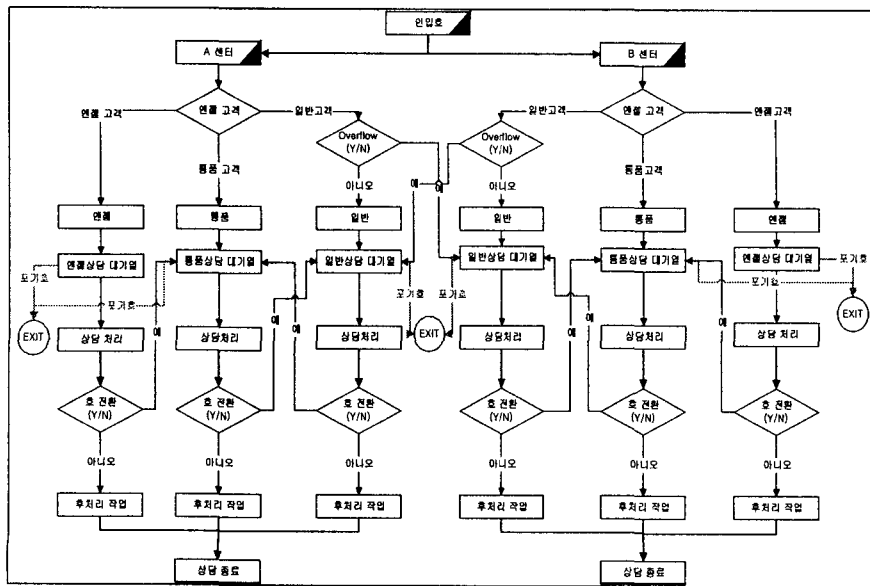 인입호
A 센터
B 센터
엔젤 고객
엔젤 고객
일반고객
일반고객
엔젤 고객
엔젤고객
Overflow
(Y/N)
Overflow
(Y/N)
통품 고객
통품고객
아니오
예
예
아니오
엔젤
통품
일반
일반
통품
엔젤
엔젤상담 대기열
통품상담 대기열
일반상담 대기열
일반상담 대기열
통품상담 대기열
엔젤상담 대기열
포기호
포기호
포기호
포기호
포기호
포기호
EXIT
EXIT
EXIT
예
예
예
예
예
예
상담 처리
상담처리
상담처리
상담처리
상담처리
상담 처리
호 전환
(Y/N)
호 전환
(Y/N)
호 전환
(Y/N)
호 전환
(Y/N)
호 전환
(Y/N)
호 전환
(Y/N)
아니오
아니오
아니오
아니오
아니오
아니오
후처리 작업
후처리 작업
후처리 작업
후처리 작업
후처리 작업
후처리 작업
상담 종료
상담 종료